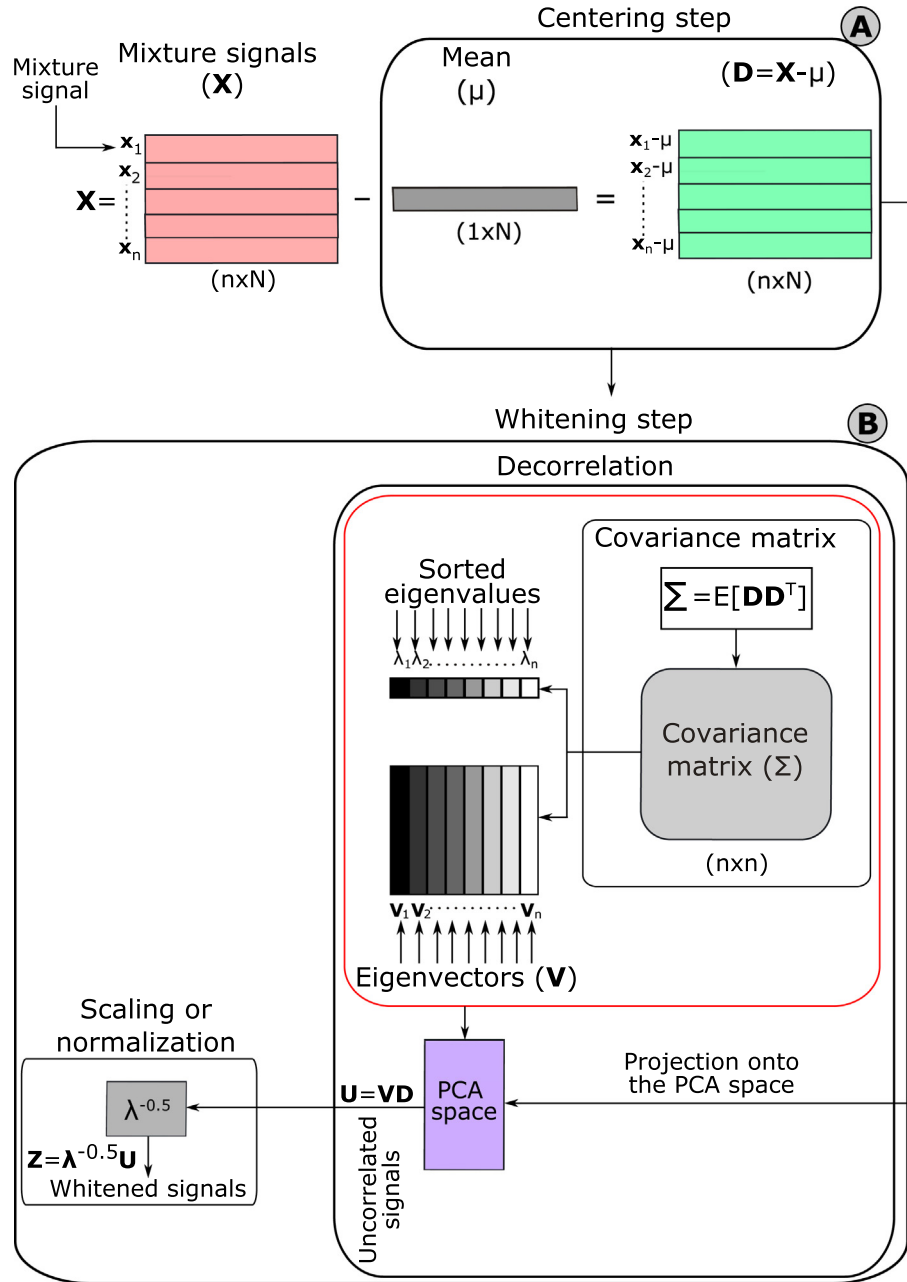 Centering step
A
Mixture signal
Mixture signals
(X)
Mean
(μ)
(D=X-μ)
x1
x2
xn
X=
(nxN)
−
(1xN)
=
x1-μ
x2-μ
xn-μ
(nxN)
Whitening step
B
Decorrelation
Covariance matrix
Σ=E[DDᵀ]
Covariance
matrix (Σ)
(nxn)
Sorted
eigenvalues
λ1 λ2.......... λn
V1 V2.......... Vn
Eigenvectors (V)
Scaling or
normalization
λ-0.5
Z=λ-0.5U
Whitened signals
U=VD
Uncorrelated
signals
PCA
space
Projection onto
the PCA space